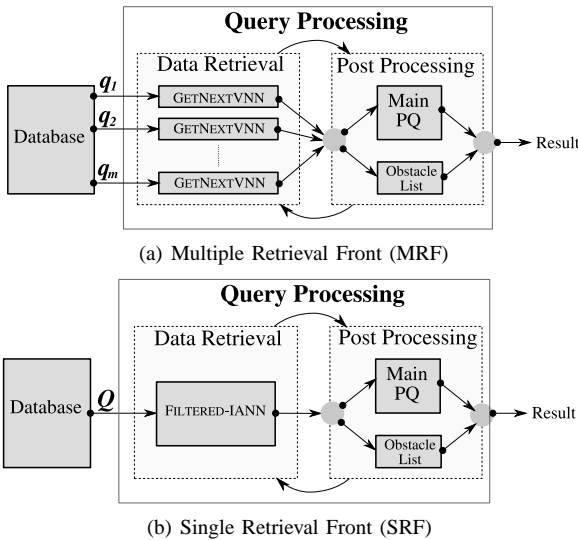 Query Processing
Data Retrieval
Post Processing
Database
q1
q2
qm
GETNEXTVNN
GETNEXTVNN
GETNEXTVNN
Main
PQ
Obstacle
List
Result
(a) Multiple Retrieval Front (MRF)
Query Processing
Data Retrieval
Post Processing
Database
Q
FILTERED-IANN
Main
PQ
Obstacle
List
Result
(b) Single Retrieval Front (SRF)